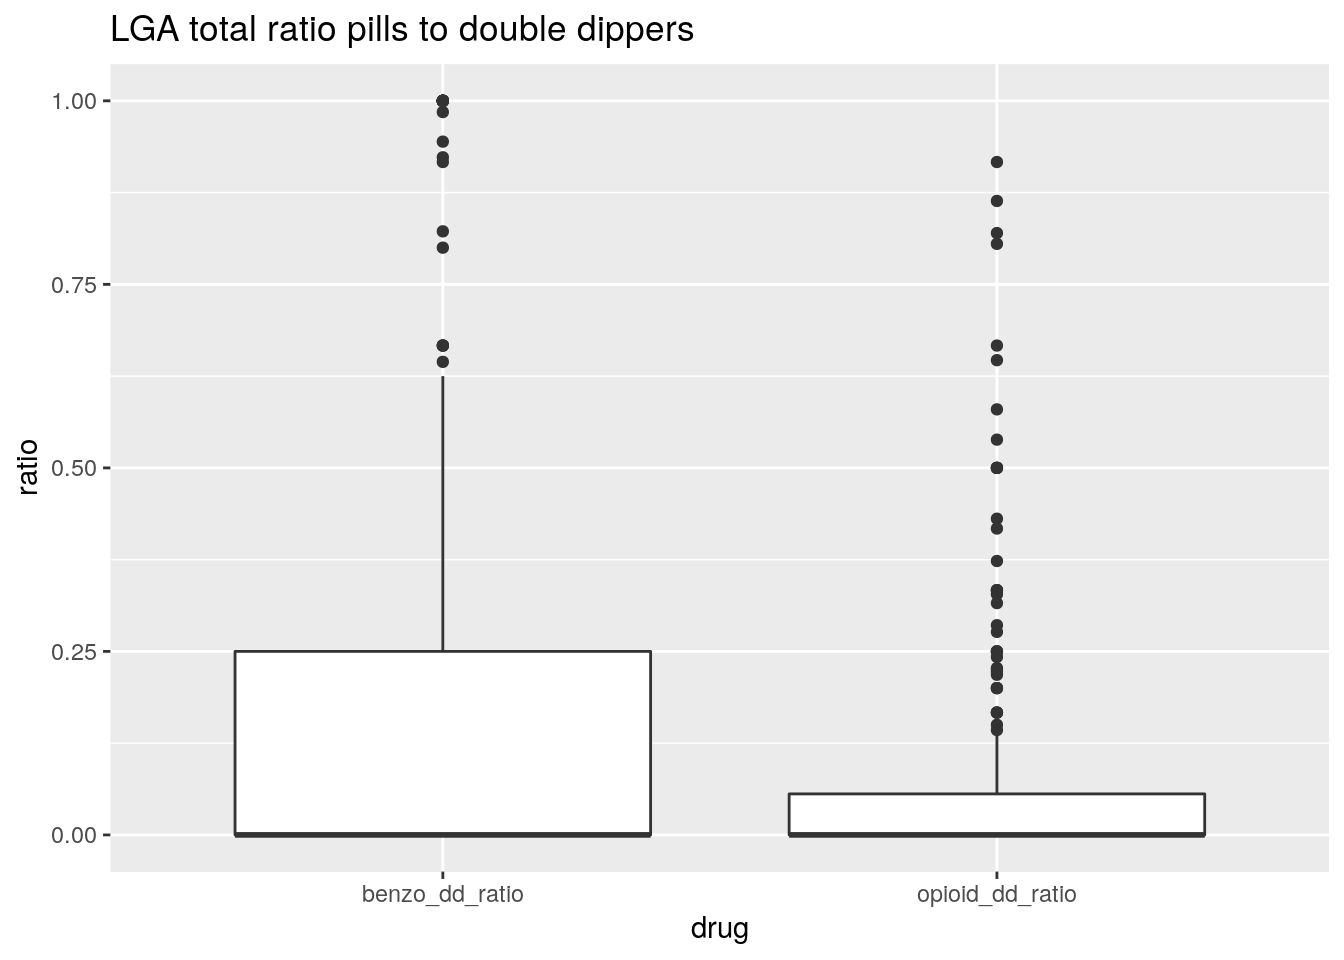 LGA total ratio pills to double dippers
1.00
0.75
0.50
0.25
0.00
ratio
benzo_dd_ratio
opioid_dd_ratio
drug